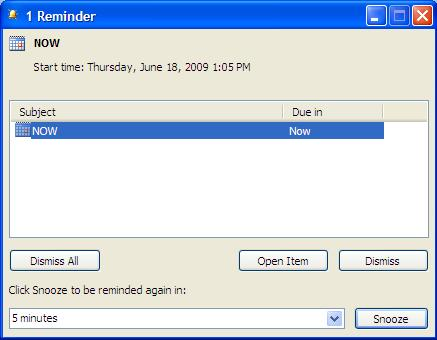 1 Reminder
NOW
Start time: Thursday, June 18, 2009 1:05 PM
Subject Due in
NOW Now
Dismiss All Open Item Dismiss
Click Snooze to be reminded again in:
5 minutes Snooze